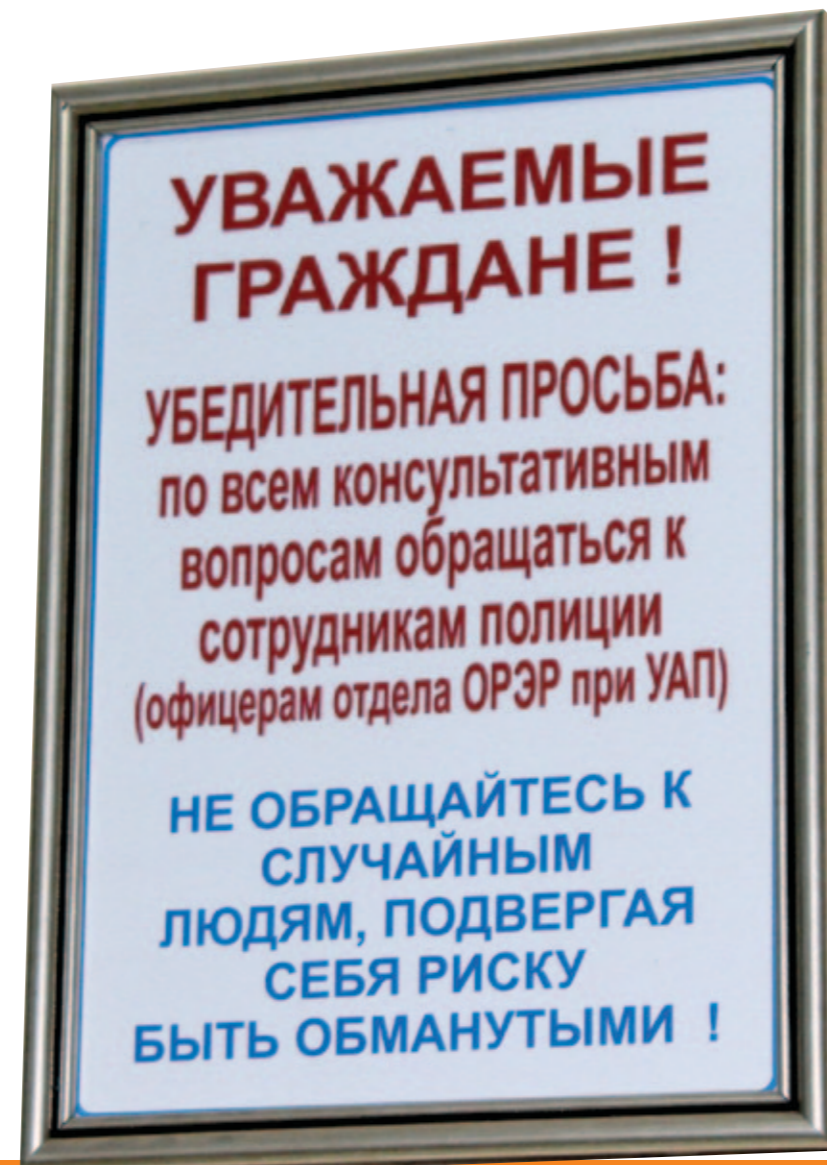 УВАЖАЕМЫЕ
ГРАЖДАНЕ !
УБЕДИТЕЛЬНАЯ ПРОСЬБА:
по всем консультативным
вопросам обращаться к
сотрудникам полиции
(офицерам отдела ОРЭР при УАП)
НЕ ОБРАЩАЙТЕСЬ К
СЛУЧАЙНЫМ
ЛЮДЯМ, ПОДВЕРГАЯ
СЕБЯ РИСКУ
БЫТЬ ОБМАНУТЫМИ !